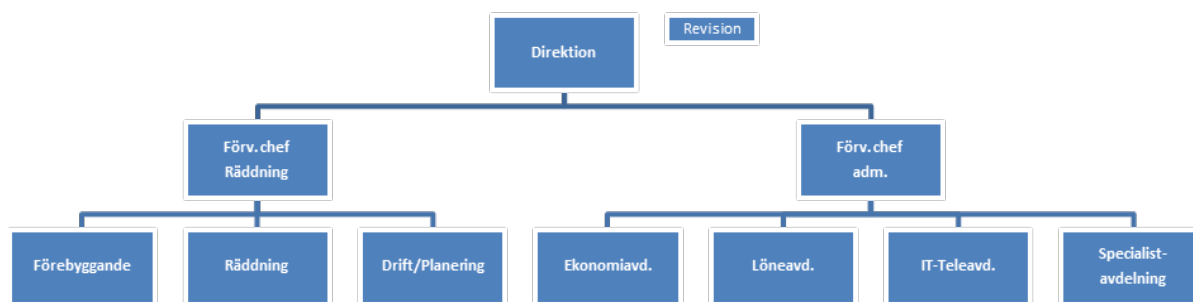 Direktion
Revision
Förv. chef
Räddning
Förv. chef
adm.
Förebyggande
Räddning
Drift/Planering
Ekonomiavd.
Löneavd.
IT-Teleavd.
Specialist-
avdelning